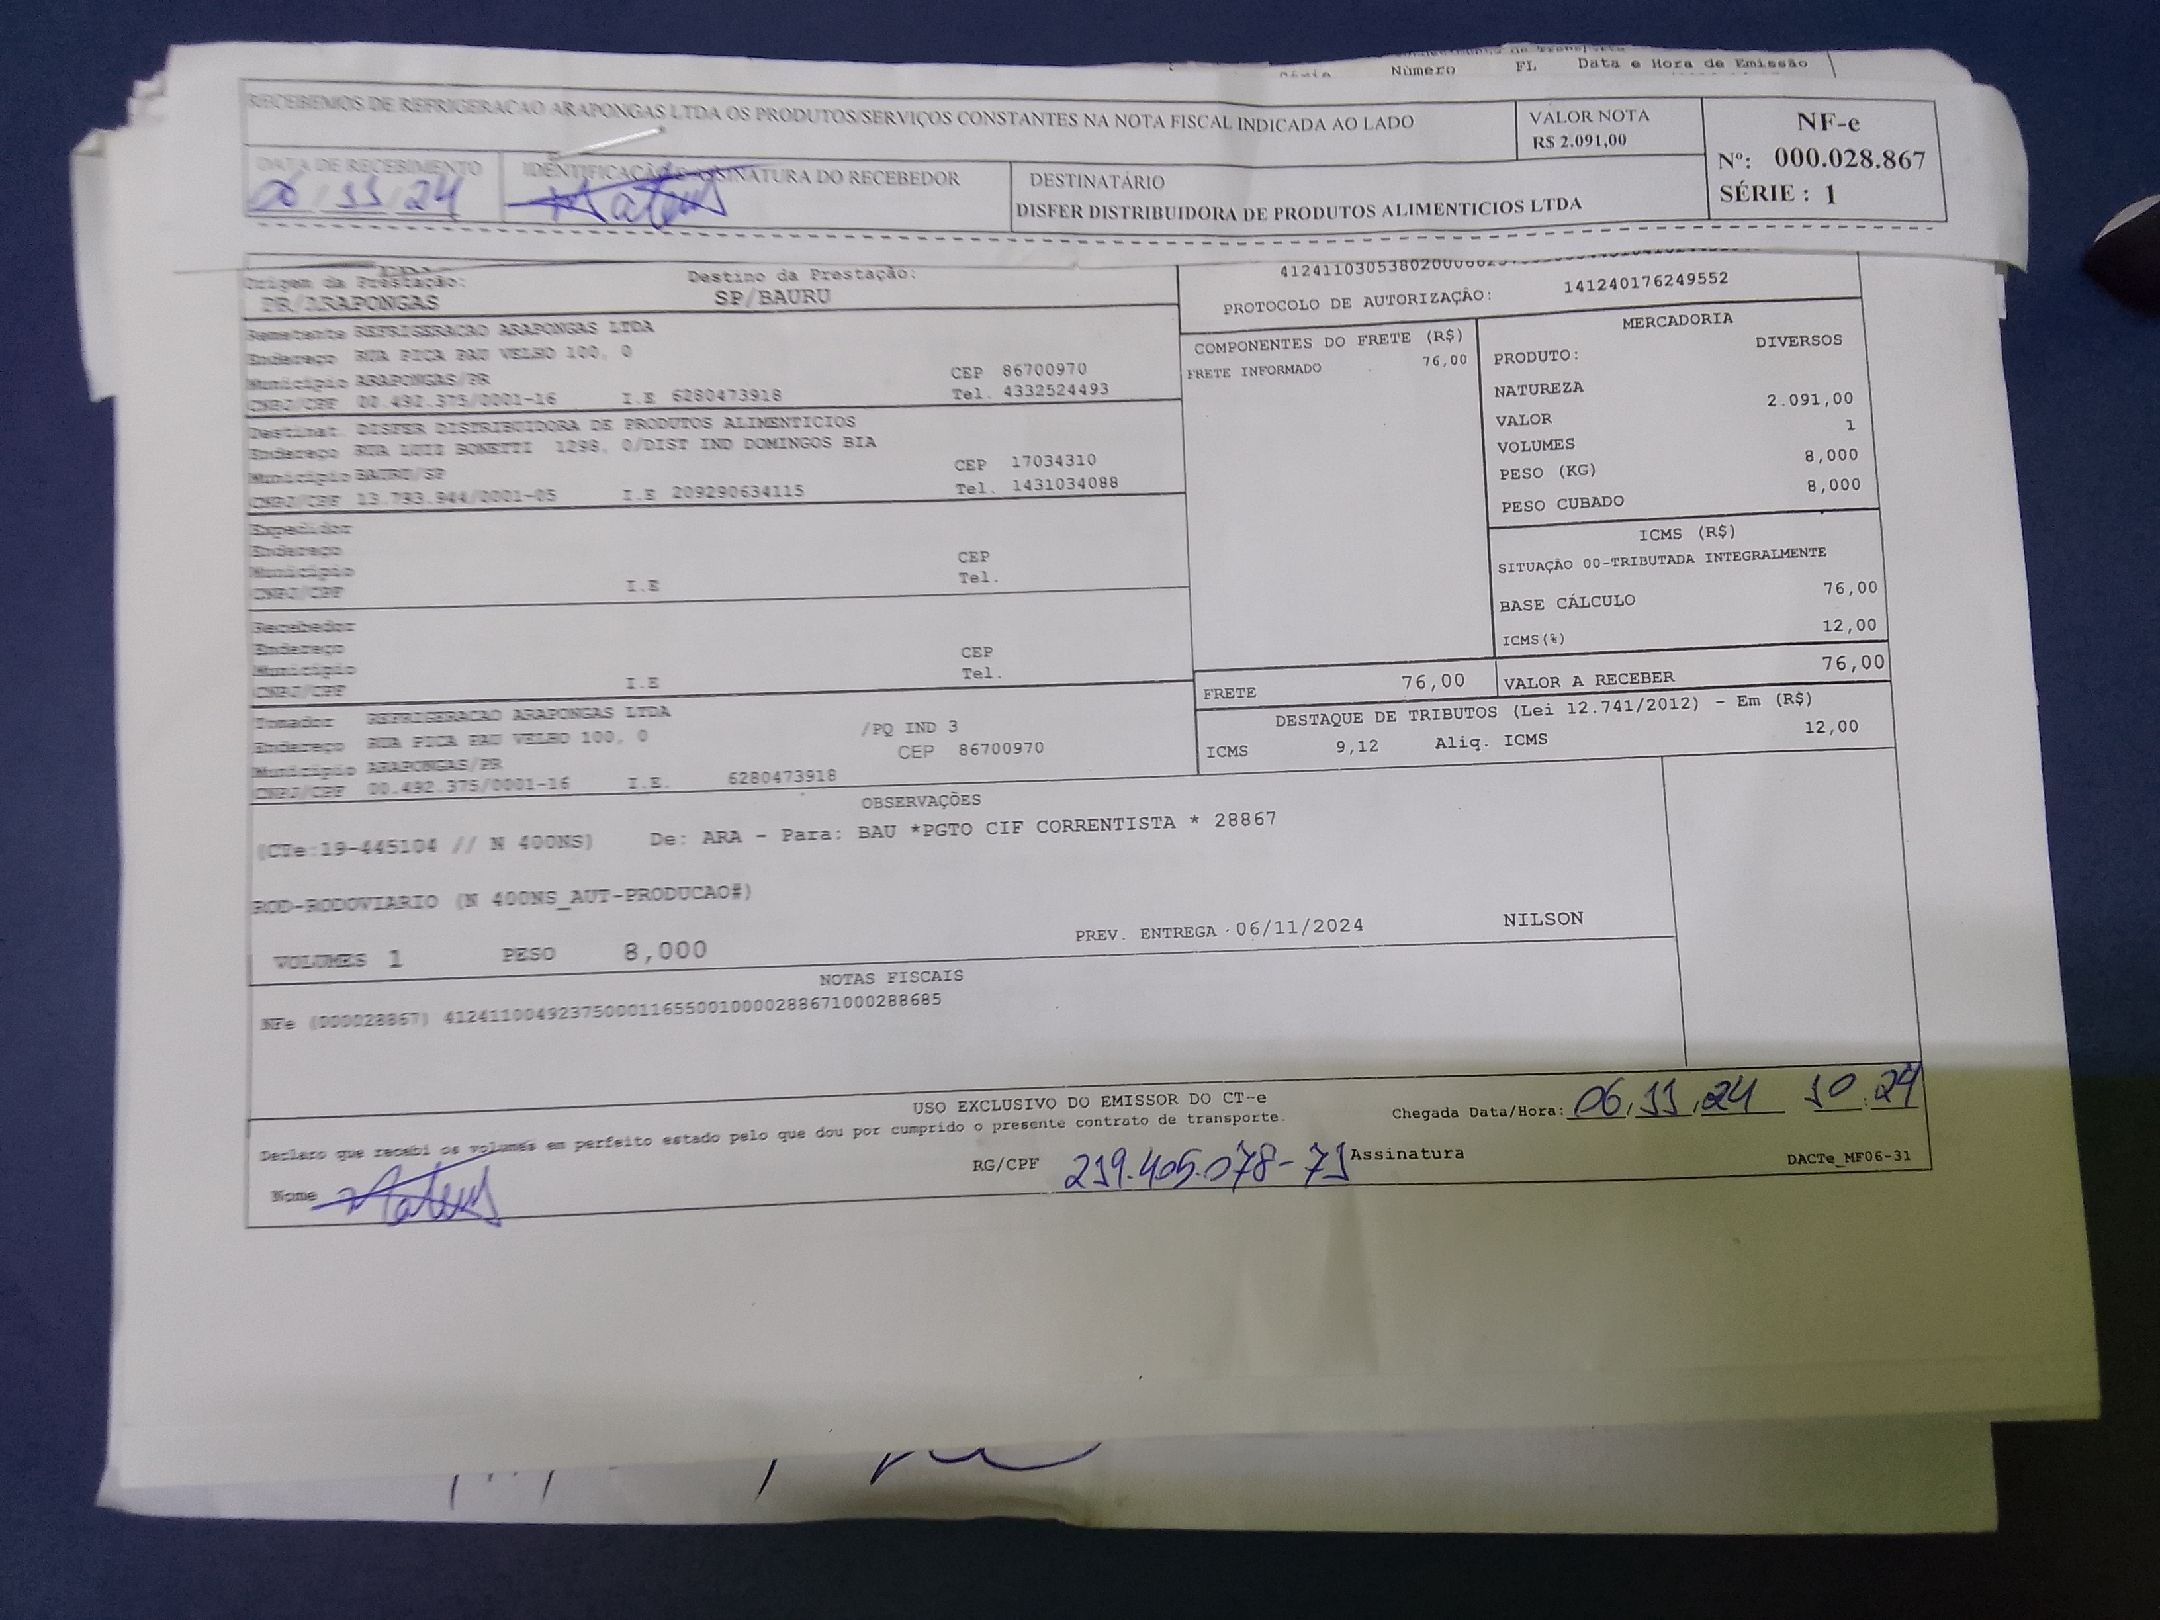 Número FL Data e Hora de Emissão
RECEBEMOS DE REFRIGERACAO ARAPONGAS LTDA OS PRODUTOS/SERVIÇOS CONSTANTES NA NOTA FISCAL INDICADA AO LADO
VALOR NOTA
R$ 2.091,00
NF-e
Nº: 000.028.867
SÉRIE : 1
DATA DE RECEBIMENTO
06/11/24
IDENTIFICAÇÃO E ASSINATURA DO RECEBEDOR
Mateus
DESTINATÁRIO
DISFER DISTRIBUIDORA DE PRODUTOS ALIMENTICIOS LTDA
Origem da Prestação:
PR/ARAPONGAS
Destino da Prestação:
SP/BAURU
PROTOCOLO DE AUTORIZAÇÃO: 141240176249552
Remetente REFRIGERACAO ARAPONGAS LTDA
Endereço RUA PICA PAU VELHO 100, 0
Município ARAPONGAS/PR CEP 86700970
CNPJ/CPF 00.492.375/0001-16 I.E 6280473918 Tel. 4332524493
Destinat. DISFER DISTRIBUIDORA DE PRODUTOS ALIMENTICIOS
Endereço RUA LUIZ BONETTI 1298, 0/DIST IND DOMINGOS BIA
Município BAURU/SP CEP 17034310
CNPJ/CPF 13.793.944/0001-05 I.E 209290634115 Tel. 1431034088
Expedidor
Endereço
Município CEP
CNPJ/CPF I.E Tel.
Recebedor
Endereço
Município CEP
CNPJ/CPF I.E Tel.
Tomador REFRIGERACAO ARAPONGAS LTDA
Endereço RUA PICA PAU VELHO 100, 0 /PQ IND 3
Município ARAPONGAS/PR CEP 86700970
CNPJ/CPF 00.492.375/0001-16 I.E. 6280473918
COMPONENTES DO FRETE (R$)
FRETE INFORMADO 76,00
MERCADORIA
PRODUTO: DIVERSOS
NATUREZA
VALOR 2.091,00
VOLUMES 1
PESO (KG) 8,000
PESO CUBADO 8,000
ICMS (R$)
SITUAÇÃO 00-TRIBUTADA INTEGRALMENTE
BASE CÁLCULO 76,00
ICMS(%) 12,00
FRETE 76,00 VALOR A RECEBER 76,00
DESTAQUE DE TRIBUTOS (Lei 12.741/2012) - Em (R$)
ICMS 9,12 Aliq. ICMS 12,00
OBSERVAÇÕES
(CTe:19-445104 // N 400NS) De: ARA - Para: BAU *PGTO CIF CORRENTISTA * 28867
ROD-RODOVIARIO (N 400NS_AUT-PRODUCAO#)
VOLUMES 1 PESO 8,000 PREV. ENTREGA 06/11/2024 NILSON
NOTAS FISCAIS
NFe (000028867) 41241100492375000116550010000288671000288685
USO EXCLUSIVO DO EMISSOR DO CT-e
Declaro que recebi os volumes em perfeito estado pelo que dou por cumprido o presente contrato de transporte.
Chegada Data/Hora: 06/11/24 10:24
Nome Mateus RG/CPF 219.405.078-71 Assinatura
DACTe_MF06-31